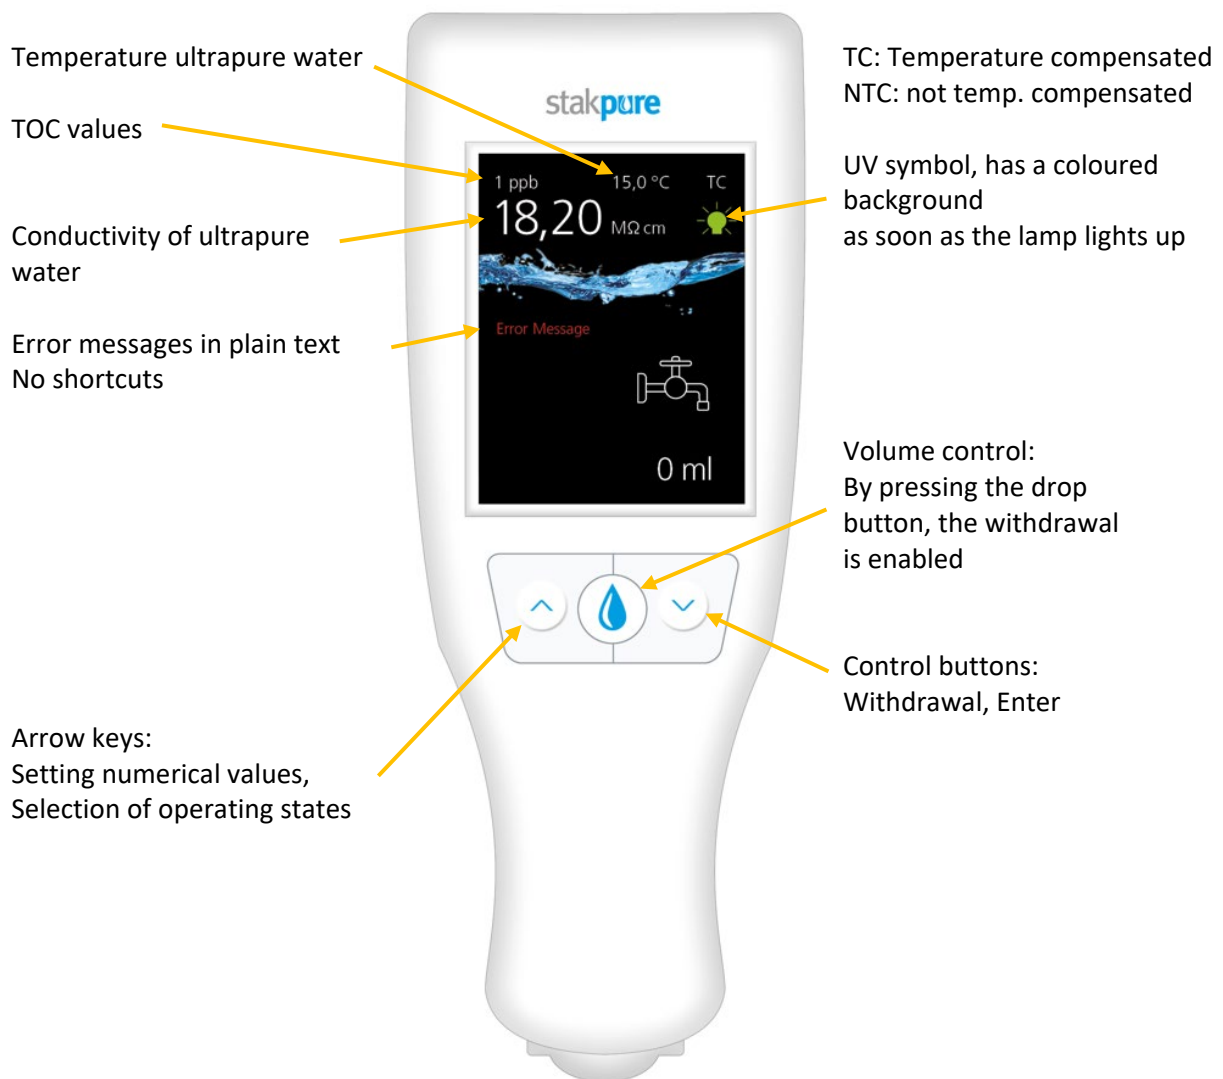 Temperature ultrapure water
TOC values
Conductivity of ultrapure
water
Error messages in plain text
No shortcuts
Arrow keys:
Setting numerical values,
Selection of operating states
stakpure
1 ppb 15,0 °C TC
18,20 MΩ cm
Error Message
0 ml
TC: Temperature compensated
NTC: not temp. compensated
UV symbol, has a coloured
background
as soon as the lamp lights up
Volume control:
By pressing the drop
button, the withdrawal
is enabled
Control buttons:
Withdrawal, Enter